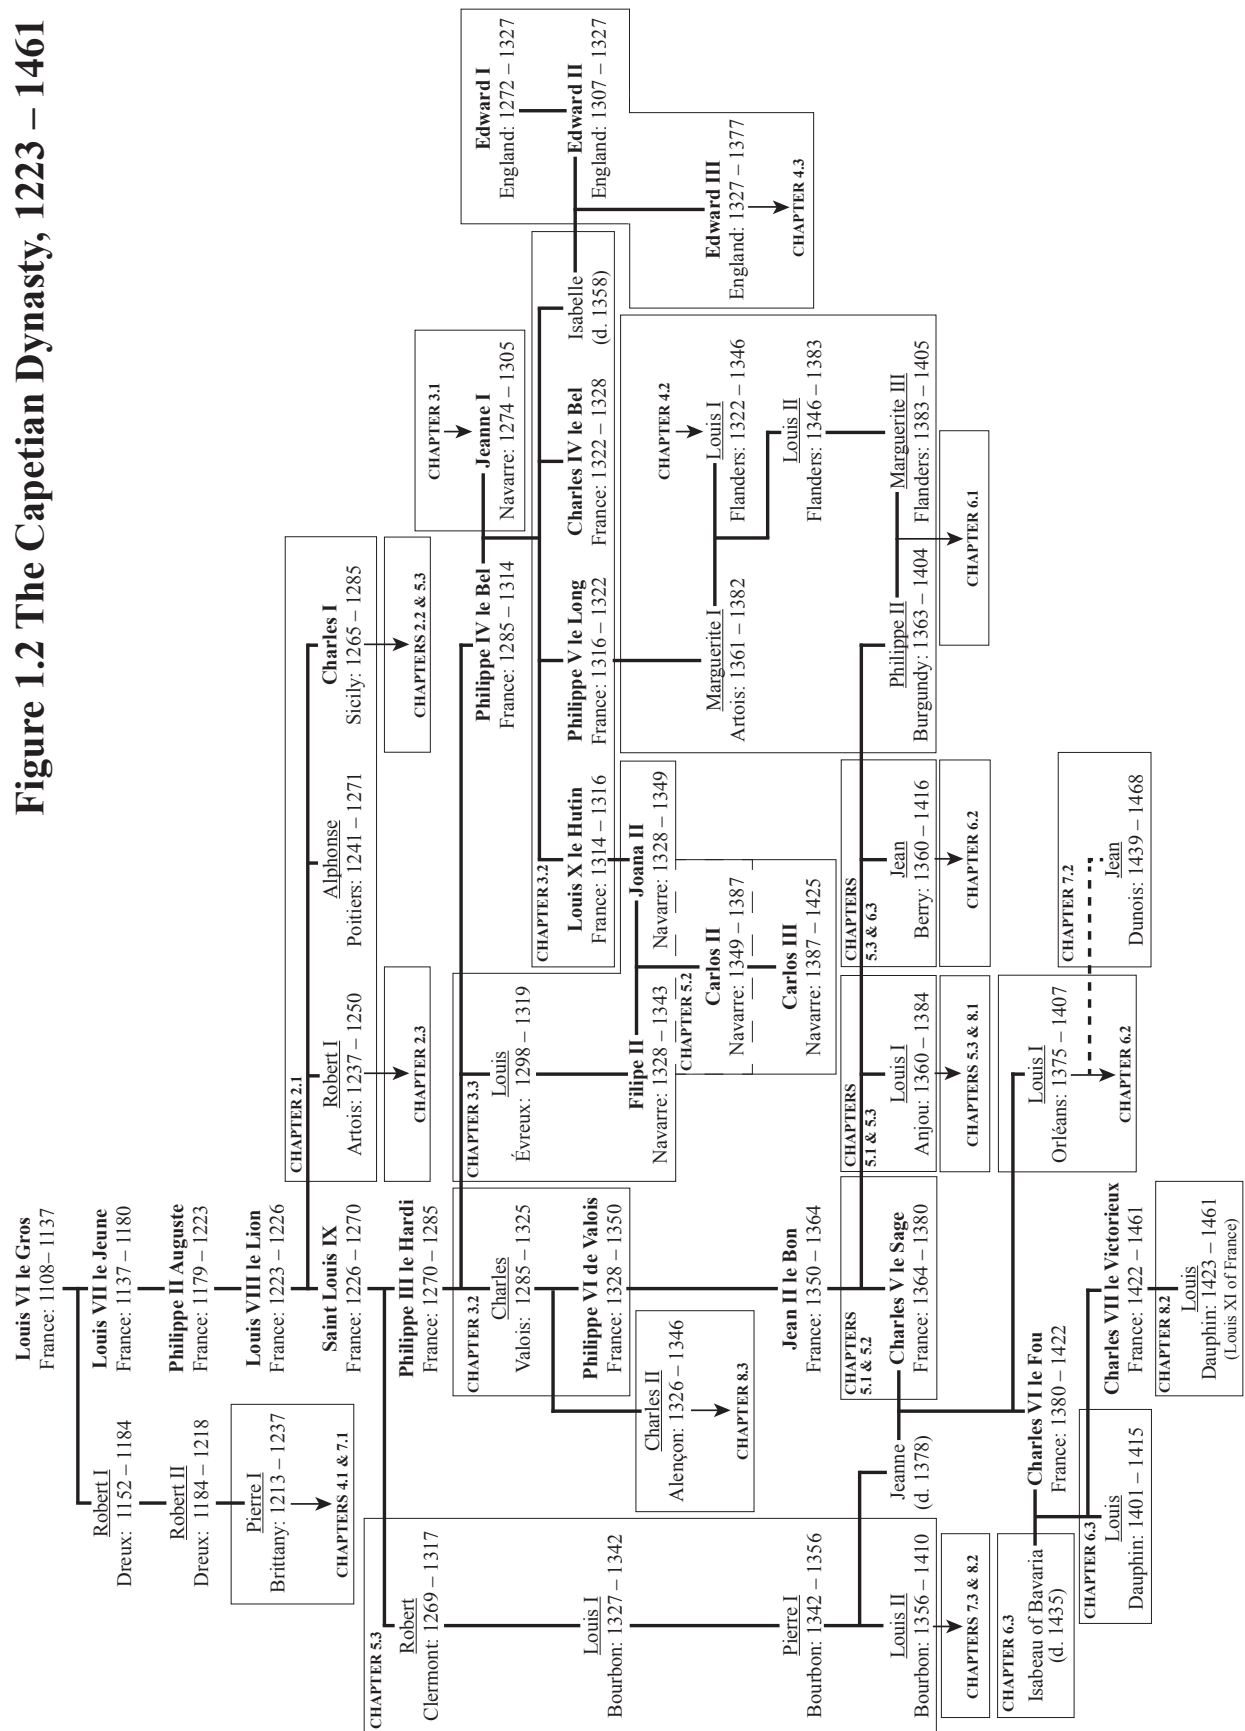 Figure 1.2 The Capetian Dynasty, 1223 – 1461
Louis VI le Gros
France: 1108– 1137
Robert I
Dreux: 1152 – 1184
Louis VII le Jeune
France: 1137 – 1180
Robert II
Dreux: 1184 – 1218
Philippe II Auguste
France: 1179 – 1223
Pierre I
Brittany: 1213 – 1237
CHAPTERS 4.1 & 7.1
Louis VIII le Lion
France: 1223 – 1226
CHAPTER 2.1
Saint Louis IX
France: 1226 – 1270
Robert I
Artois: 1237 – 1250
CHAPTER 2.3
Alphonse
Poitiers: 1241 – 1271
Charles I
Sicily: 1265 – 1285
CHAPTERS 2.2 & 5.3
CHAPTER 5.3
Robert
Clermont: 1269 – 1317
Philippe III le Hardi
France: 1270 – 1285
CHAPTER 3.1
CHAPTER 3.2
Charles
Valois: 1285 – 1325
CHAPTER 3.3
Louis
Évreux: 1298 – 1319
Philippe IV le Bel
France: 1285 – 1314
Jeanne I
Navarre: 1274 – 1305
Edward I
England: 1272 – 1327
CHAPTER 3.2
Louis I
Bourbon: 1327 – 1342
Philippe VI de Valois
France: 1328 – 1350
Louis X le Hutin
France: 1314 – 1316
Philippe V le Long
France: 1316 – 1322
Charles IV le Bel
France: 1322 – 1328
Isabelle
(d. 1358)
Edward II
England: 1307 – 1327
Charles II
Alençon: 1326 – 1346
CHAPTER 8.3
Filipe II
Navarre: 1328 – 1343
Joana II
Navarre: 1328 – 1349
CHAPTER 5.2
Carlos II
Navarre: 1349 – 1387
Carlos III
Navarre: 1387 – 1425
CHAPTER 4.2
Marguerite I
Artois: 1361 – 1382
Louis I
Flanders: 1322 – 1346
Edward III
England: 1327 – 1377
CHAPTER 4.3
Louis II
Flanders: 1346 – 1383
Pierre I
Bourbon: 1342 – 1356
Jean II le Bon
France: 1350 – 1364
Louis II
Bourbon: 1356 – 1410
CHAPTERS 7.3 & 8.2
Jeanne
(d. 1378)
CHAPTERS
5.1 & 5.2
Charles V le Sage
France: 1364 – 1380
CHAPTERS
5.1 & 5.3
Louis I
Anjou: 1360 – 1384
CHAPTERS 5.3 & 8.1
CHAPTERS
5.3 & 6.3
Jean
Berry: 1360 – 1416
CHAPTER 6.2
Philippe II
Burgundy: 1363 – 1404
Marguerite III
Flanders: 1383 – 1405
CHAPTER 6.1
CHAPTER 6.3
Isabeau of Bavaria
(d. 1435)
Charles VI le Fou
France: 1380 – 1422
Louis I
Orléans: 1375 – 1407
CHAPTER 6.2
CHAPTER 7.2
Jean
Dunois: 1439 – 1468
CHAPTER 6.3
Louis
Dauphin: 1401 – 1415
Charles VII le Victorieux
France: 1422 – 1461
CHAPTER 8.2
Louis
Dauphin: 1423 – 1461
(Louis XI of France)